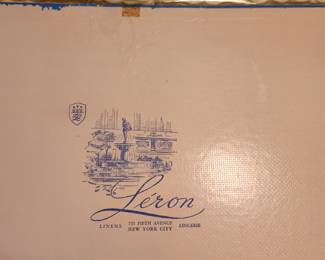 Léron
LINENS 745 FIFTH AVENUE LINGERIE
NEW YORK CITY